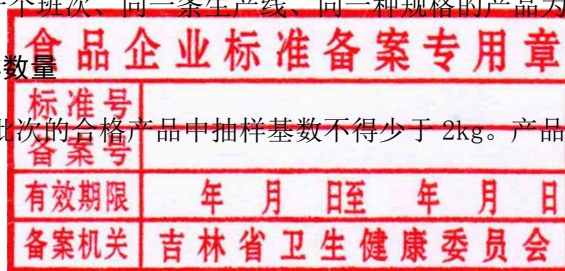 一个班次、同一条生产线、同一种规格的产品为
食品企业标准备案专用章
数量
标准号
批次的合格产品中抽样基数不得少于 2kg。产品
备案号
有效期限 年 月 日至 年 月 日
备案机关 吉林省卫生健康委员会